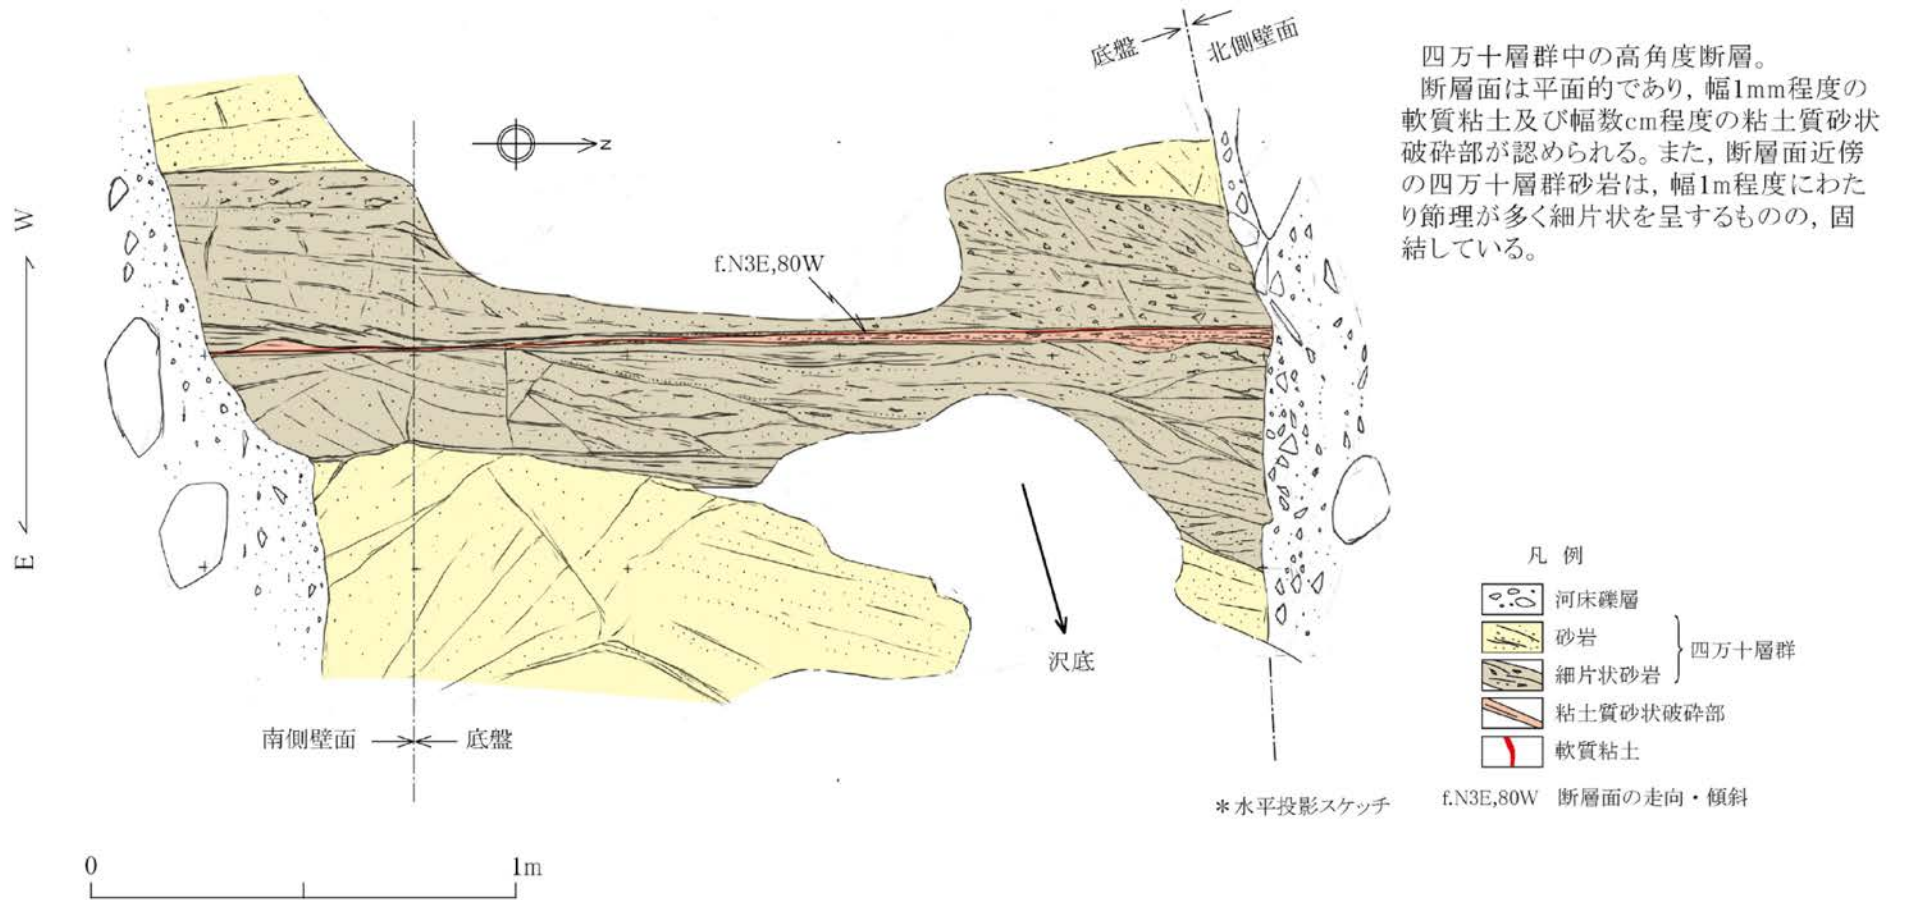 底盤
北側壁面
四万十層群中の高角度断層。
断層面は平面的であり，幅1mm程度の
軟質粘土及び幅数cm程度の粘土質砂状
破砕部が認められる。また，断層面近傍
の四万十層群砂岩は，幅1m程度にわた
り節理が多く細片状を呈するものの，固
結している。
N
W
E
f.N3E,80W
沢底
南側壁面
底盤
凡 例
河床礫層
砂岩
細片状砂岩
四万十層群
粘土質砂状破砕部
軟質粘土
f.N3E,80W 断層面の走向・傾斜
＊水平投影スケッチ
0
1m